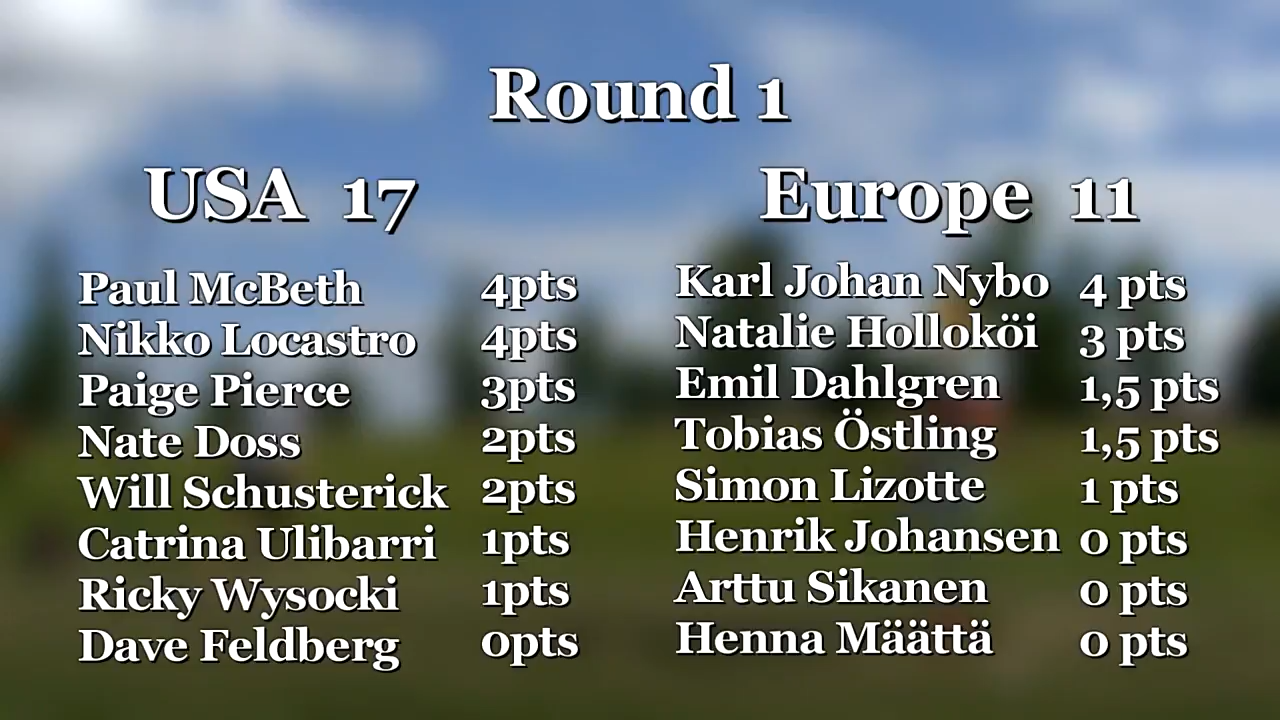 Round 1
USA 17
Paul McBeth 4pts
Nikko Locastro 4pts
Paige Pierce 3pts
Nate Doss 2pts
Will Schusterick 2pts
Catrina Ulibarri 1pts
Ricky Wysocki 1pts
Dave Feldberg 0pts
Europe 11
Karl Johan Nybo 4 pts
Natalie Holloköi 3 pts
Emil Dahlgren 1,5 pts
Tobias Östling 1,5 pts
Simon Lizotte 1 pts
Henrik Johansen 0 pts
Arttu Sikanen 0 pts
Henna Määttä 0 pts